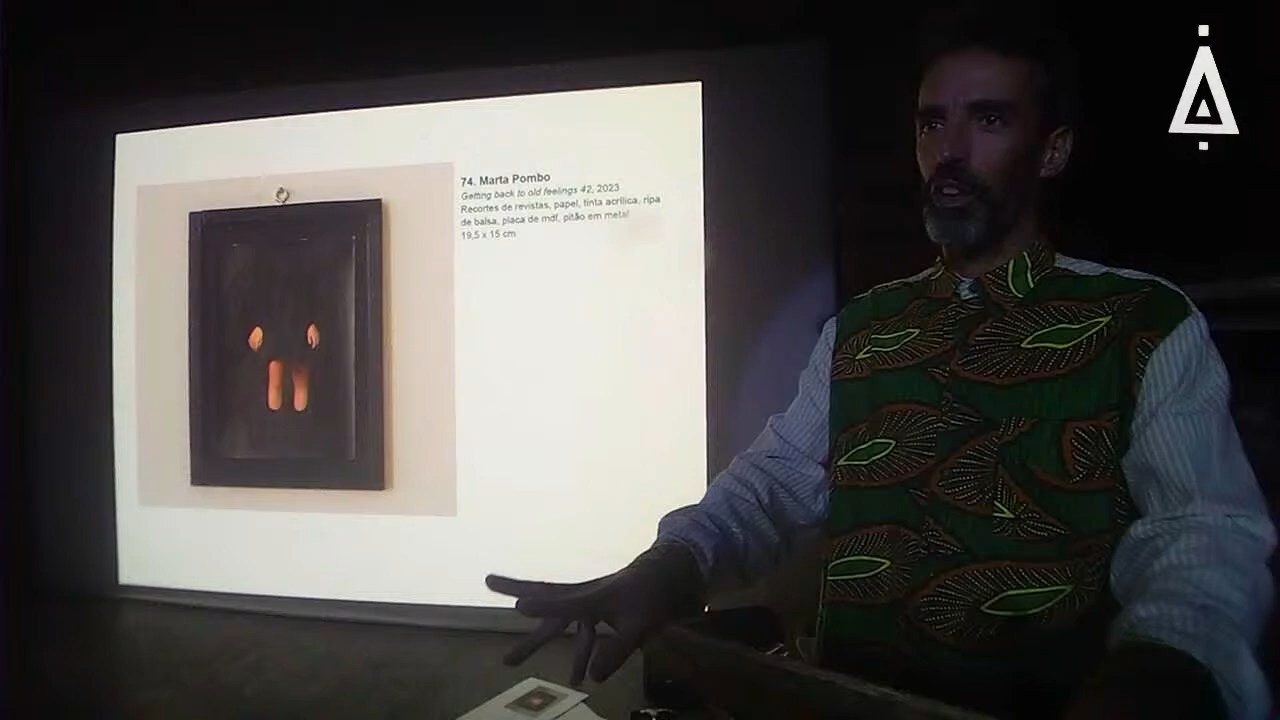 74. Marta Pombo
Getting back to old feelings #2, 2023
Recortes de revistas, papel, tinta acrílica, ripa
de balsa, placa de mdf, pitão em metal
19,5 x 15 cm